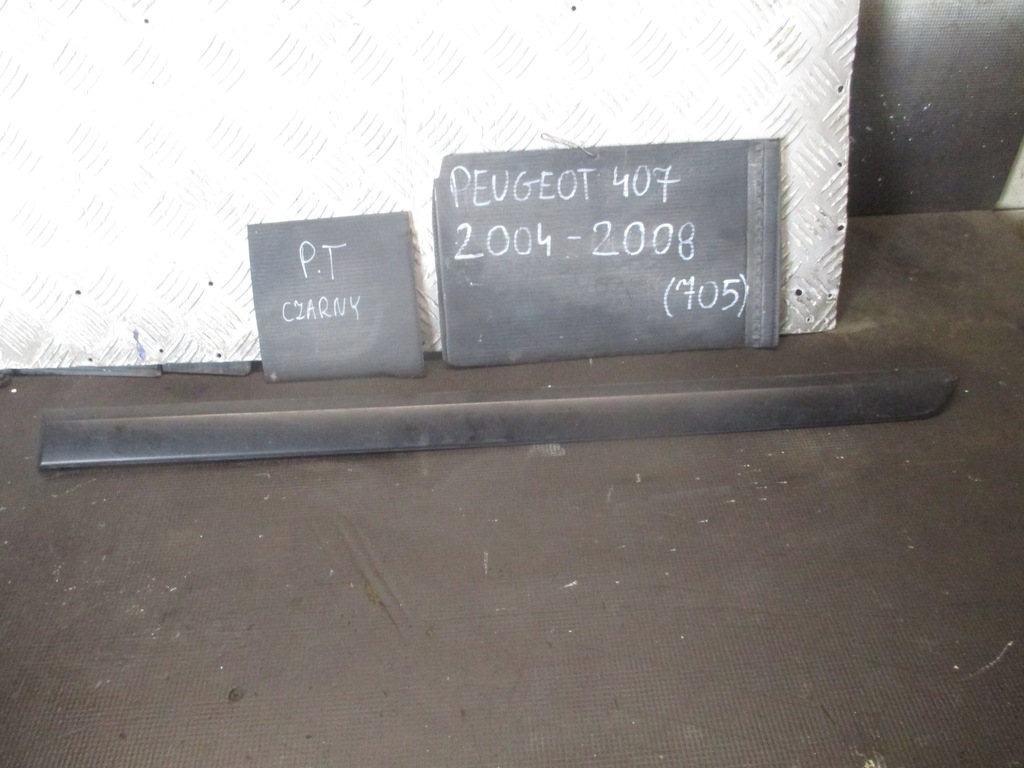 P.T
CZARNY
PEUGEOT 407
2004-2008
(705)